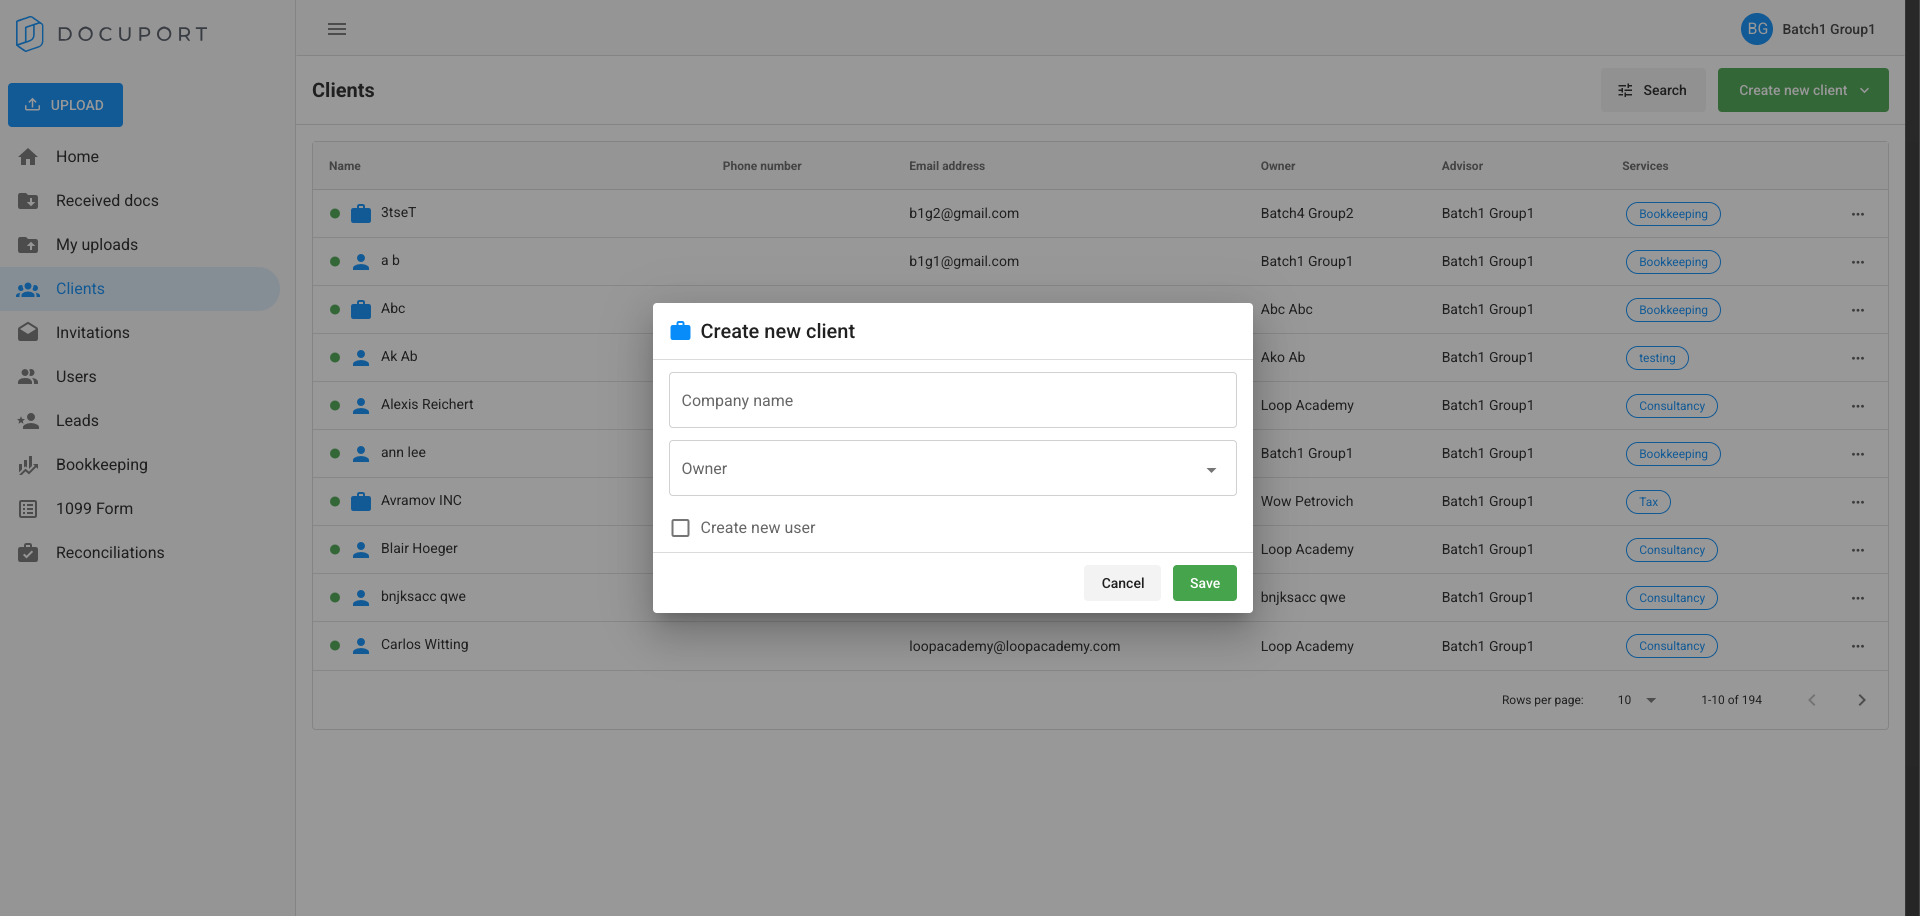 DOCUPORT
BG Batch1 Group1
UPLOAD
Home
Received docs
My uploads
Clients
Invitations
Users
Leads
Bookkeeping
1099 Form
Reconciliations
Clients
Search
Create new client
Name Phone number Email address Owner Advisor Services
3tseT b1g2@gmail.com Batch4 Group2 Batch1 Group1 Bookkeeping
a b b1g1@gmail.com Batch1 Group1 Batch1 Group1 Bookkeeping
Abc Abc Abc Batch1 Group1 Bookkeeping
Ak Ab Ako Ab Batch1 Group1 testing
Alexis Reichert Loop Academy Batch1 Group1 Consultancy
ann lee Batch1 Group1 Batch1 Group1 Bookkeeping
Avramov INC Wow Petrovich Batch1 Group1 Tax
Blair Hoeger Loop Academy Batch1 Group1 Consultancy
bnjksacc qwe bnjksacc qwe Batch1 Group1 Consultancy
Carlos Witting loopacademy@loopacademy.com Loop Academy Batch1 Group1 Consultancy
Rows per page: 10 1-10 of 194
Create new client
Company name
Owner
Create new user
Cancel Save